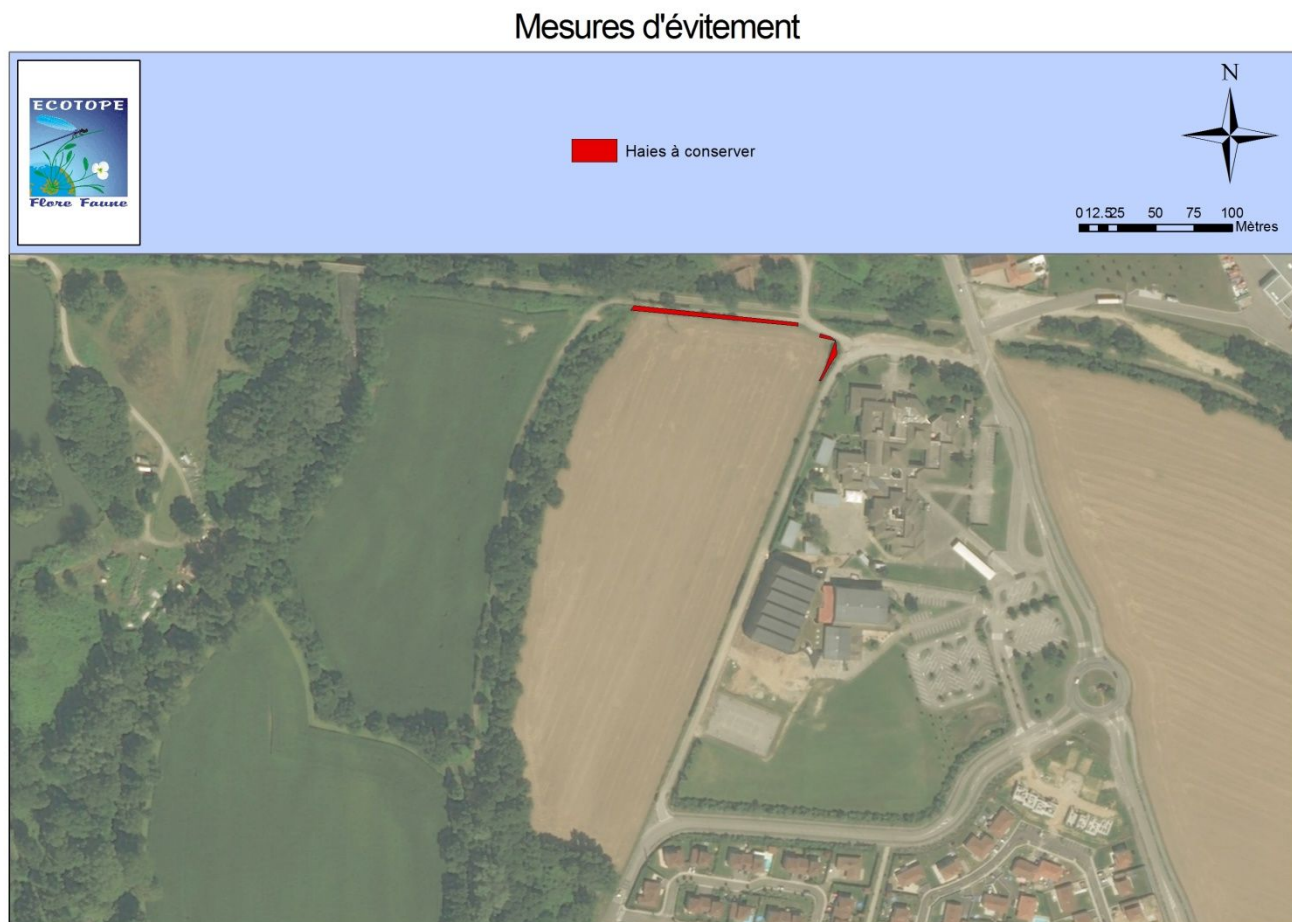 Mesures d'évitement
ECOTOPE
Flore Faune
Haies à conserver
N
0 12.5 25 50 75 100
Mètres